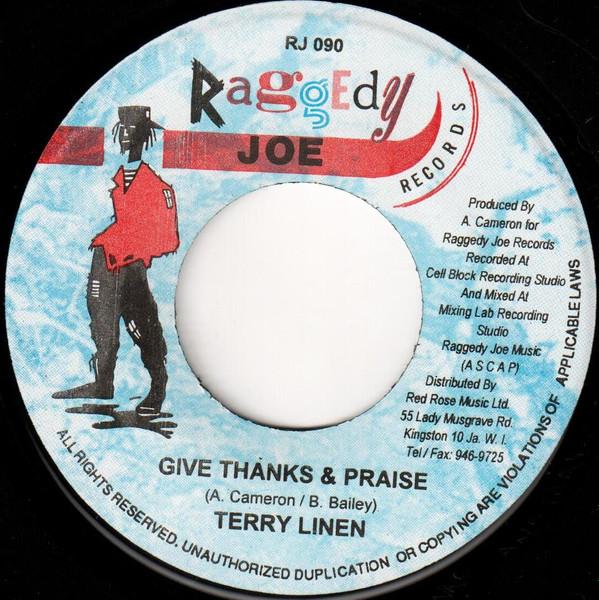 RJ 090
RaggEdy
JOE
RECORDS
Produced By
A. Cameron for
Raggedy Joe Records
Recorded At
Cell Block Recording Studio
And Mixed At
Mixing Lab Recording
Studio
Raggedy Joe Music
(A S C A P)
Distributed By
Red Rose Music Ltd.
55 Lady Musgrave Rd.
Kingston 10 Ja. W. I.
Tel / Fax: 946-9725
GIVE THANKS & PRAISE
(A. Cameron / B. Bailey)
TERRY LINEN
ALL RIGHTS RESERVED. UNAUTHORIZED DUPLICATION OR COPYING ARE VIOLATIONS OF APPLICABLE LAWS